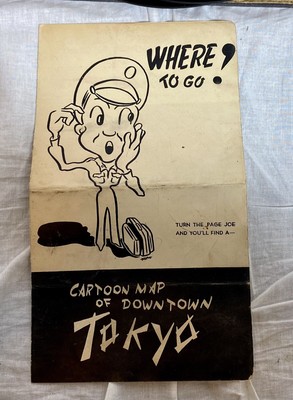 WHERE?
TO GO!
TURN THE PAGE JOE
AND YOU'LL FIND A—
CARTOON MAP
OF DOWNTOWN
TOKYO